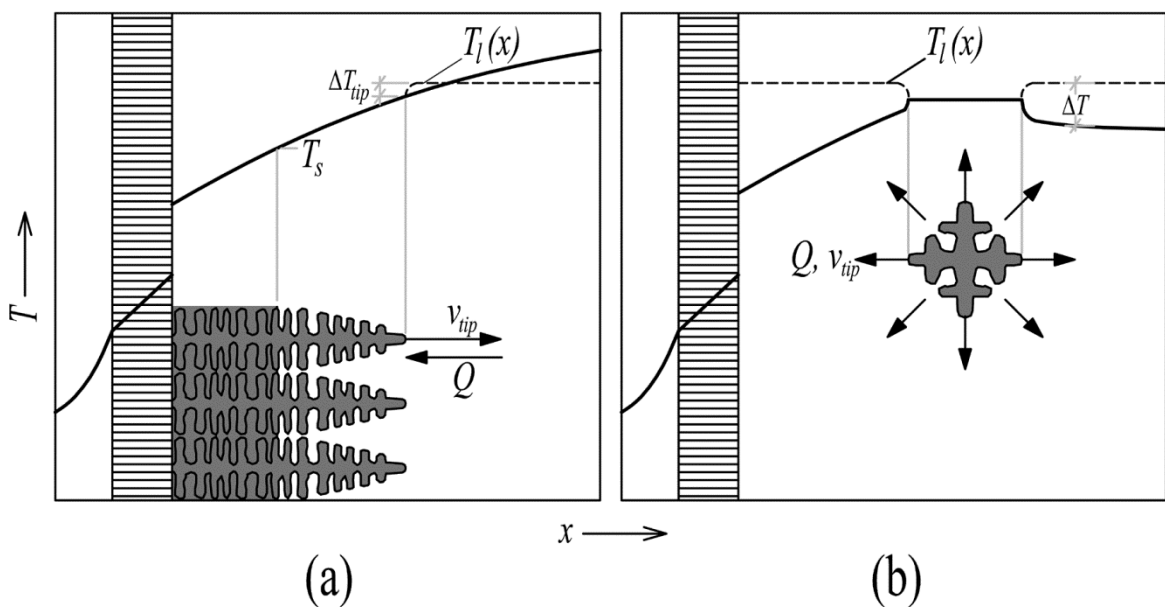 T_l(x)
ΔT_tip
T_s
v_tip
Q
T
x
(a)
T_l(x)
ΔT
Q, v_tip
(b)